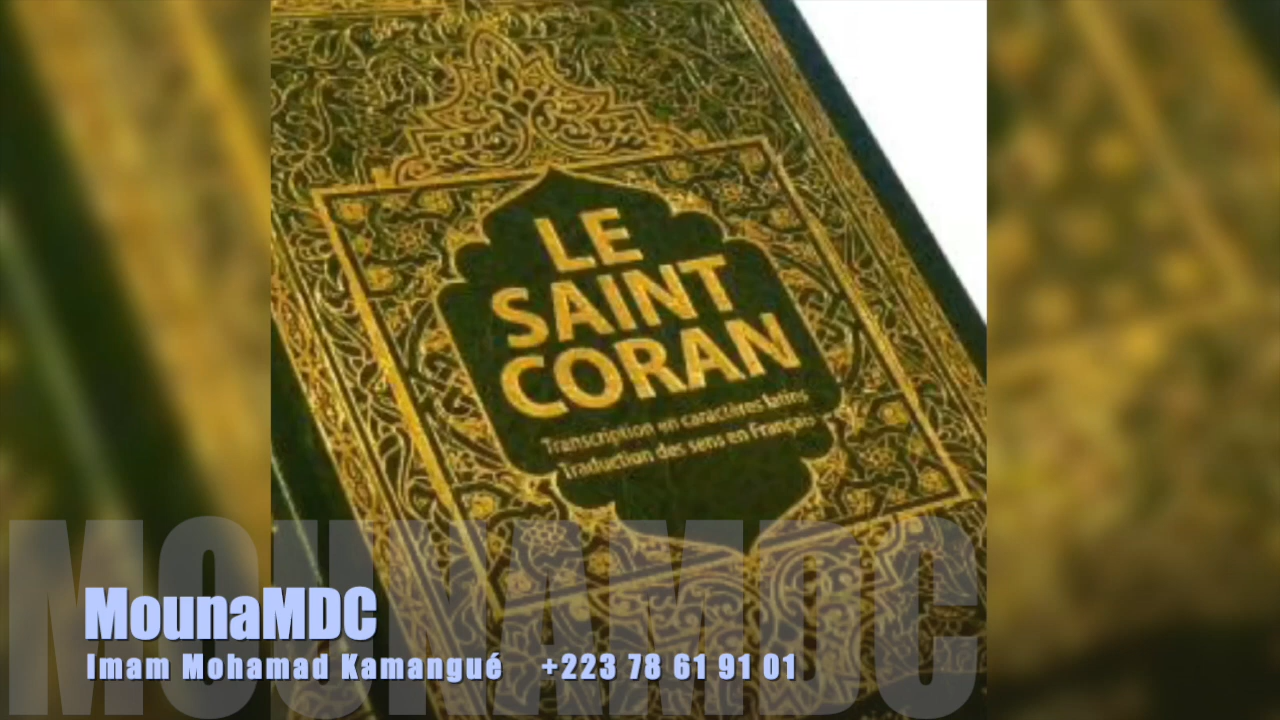 LE
SAINT
CORAN
Transcription en caractères latins
Traduction des sens en Français
MOUNAMDC
MounaMDC
Imam Mohamad Kamangué +223 78 61 91 01